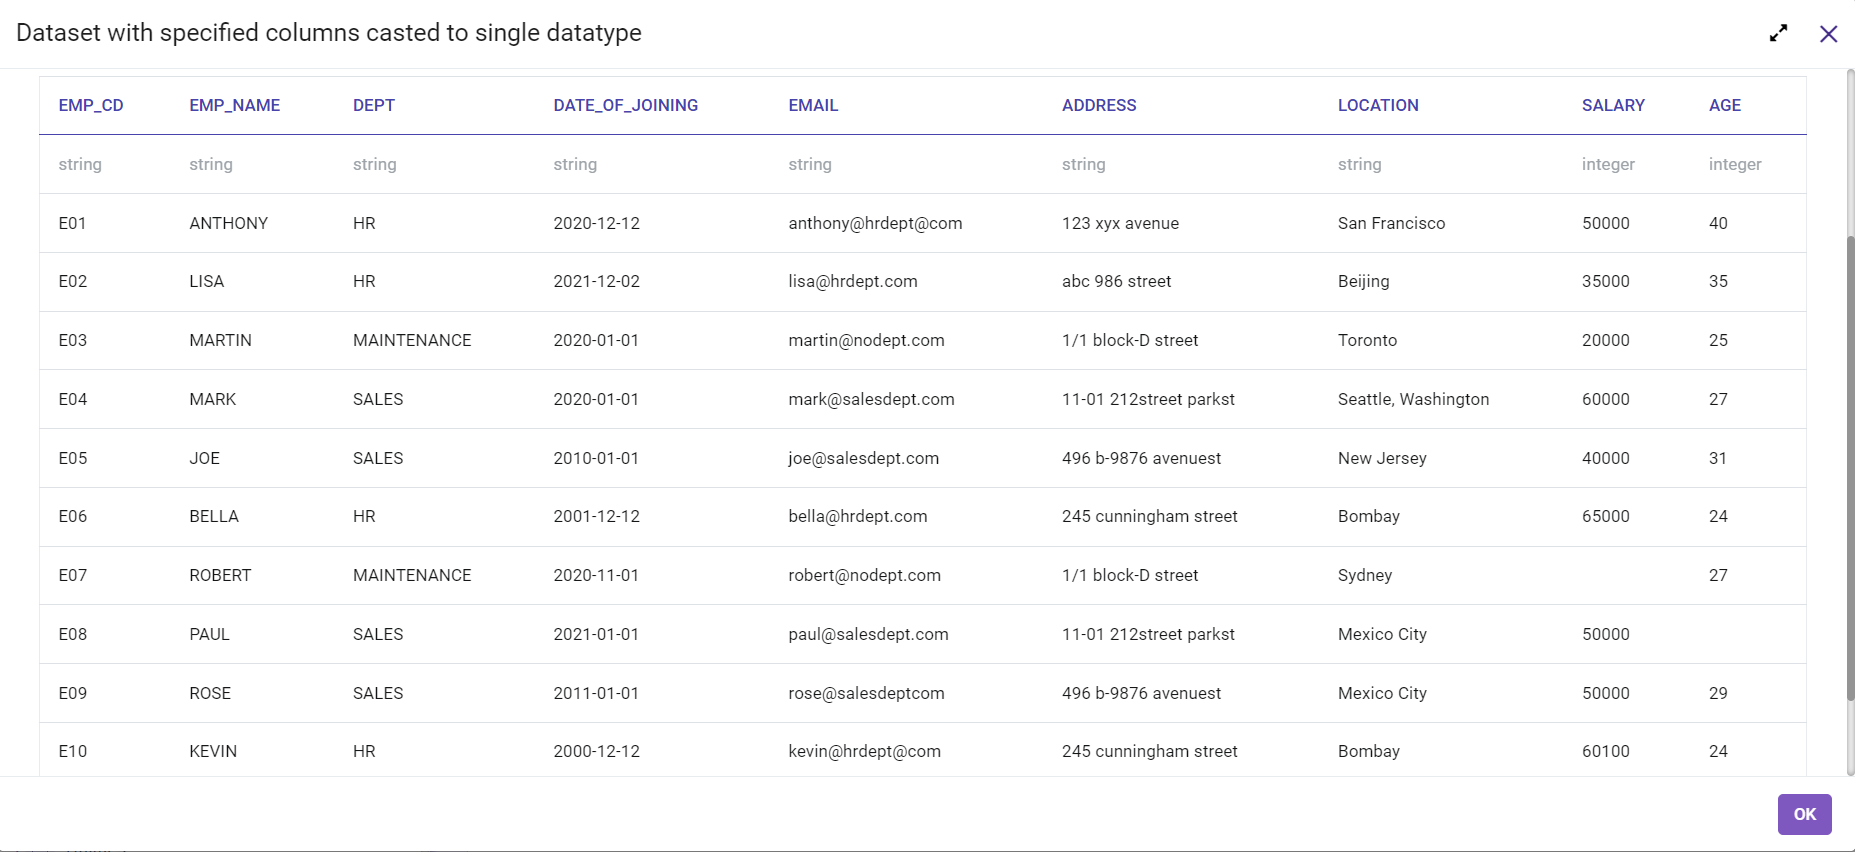 Dataset with specified columns casted to single datatype
EMP_CD EMP_NAME DEPT DATE_OF_JOINING EMAIL ADDRESS LOCATION SALARY AGE
string string string string string string string integer integer
E01 ANTHONY HR 2020-12-12 anthony@hrdept@com 123 xyx avenue San Francisco 50000 40
E02 LISA HR 2021-12-02 lisa@hrdept.com abc 986 street Beijing 35000 35
E03 MARTIN MAINTENANCE 2020-01-01 martin@nodept.com 1/1 block-D street Toronto 20000 25
E04 MARK SALES 2020-01-01 mark@salesdept.com 11-01 212street parkst Seattle, Washington 60000 27
E05 JOE SALES 2010-01-01 joe@salesdept.com 496 b-9876 avenuest New Jersey 40000 31
E06 BELLA HR 2001-12-12 bella@hrdept.com 245 cunningham street Bombay 65000 24
E07 ROBERT MAINTENANCE 2020-11-01 robert@nodept.com 1/1 block-D street Sydney 27
E08 PAUL SALES 2021-01-01 paul@salesdept.com 11-01 212street parkst Mexico City 50000
E09 ROSE SALES 2011-01-01 rose@salesdeptcom 496 b-9876 avenuest Mexico City 50000 29
E10 KEVIN HR 2000-12-12 kevin@hrdept@com 245 cunningham street Bombay 60100 24
OK